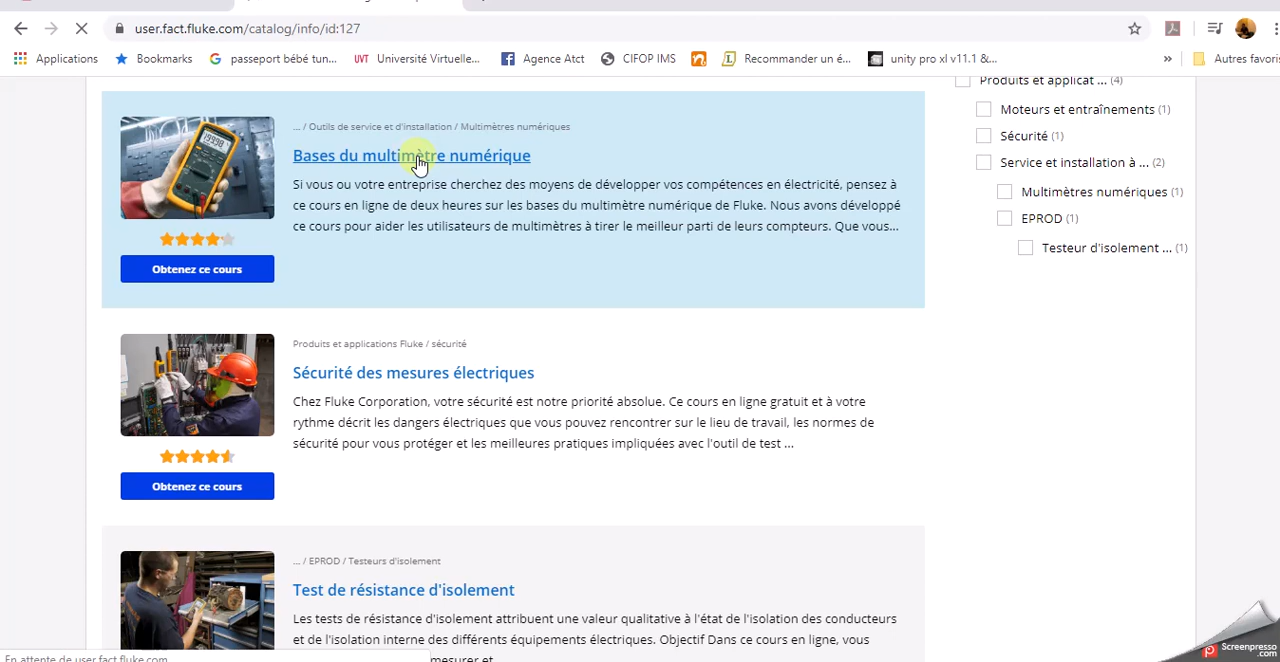 user.fact.fluke.com/catalog/info/id:127
Applications
Bookmarks
passeport bébé tun...
UVT
Université Virtuelle...
Agence Atct
CIFOP IMS
Recommander un é...
unity pro xl v11.1 &...
»
Autres favoris
Produits et applicat ... (4)
Moteurs et entraînements (1)
Sécurité (1)
Service et installation à ... (2)
Multimètres numériques (1)
EPROD (1)
Testeur d'isolement ... (1)
... / Outils de service et d'installation / Multimètres numériques
Bases du multimètre numérique
Si vous ou votre entreprise cherchez des moyens de développer vos compétences en électricité, pensez à
ce cours en ligne de deux heures sur les bases du multimètre numérique de Fluke. Nous avons développé
ce cours pour aider les utilisateurs de multimètres à tirer le meilleur parti de leurs compteurs. Que vous...
Obtenez ce cours
Produits et applications Fluke / sécurité
Sécurité des mesures électriques
Chez Fluke Corporation, votre sécurité est notre priorité absolue. Ce cours en ligne gratuit et à votre
rythme décrit les dangers électriques que vous pouvez rencontrer sur le lieu de travail, les normes de
sécurité pour vous protéger et les meilleures pratiques impliquées avec l'outil de test ...
Obtenez ce cours
... / EPROD / Testeurs d'isolement
Test de résistance d'isolement
Les tests de résistance d'isolement attribuent une valeur qualitative à l'état de l'isolation des conducteurs
et de l'isolation interne des différents équipements électriques. Objectif Dans ce cours en ligne, vous
mesurer et
En attente de user.fact.fluke.com
Screenpresso
.com